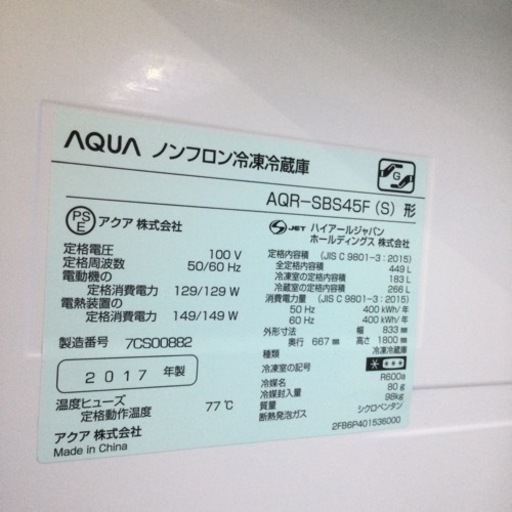 AQUA ノンフロン冷凍冷蔵庫
G
AQR-SBS45F (S) 形
PSE アクア 株式会社
定格電圧 100 V
定格周波数 50/60 Hz
電動機の
定格消費電力 129/129 W
電熱装置の
定格消費電力 149/149 W
製造番号 7CS00882
2017 年製
温度ヒューズ
定格動作温度 77℃
アクア 株式会社
Made in China
S JET ハイアールジャパン
ホールディングス 株式会社
定格内容積 (JIS C 9801-3 : 2015)
全定格内容積 449 L
冷凍室の定格内容積 183 L
冷蔵室の定格内容積 266 L
消費電力量 (JIS C 9801-3 : 2015)
50 Hz 400 kWh/年
60 Hz 400 kWh/年
外形寸法 幅 833 mm
奥行 667 mm 高さ 1800 mm
種類 冷凍冷蔵庫
冷凍室の記号
冷媒名 R600a
冷媒封入量 80g
質量 98kg
断熱発泡ガス シクロペンタン
2FB6P401536000